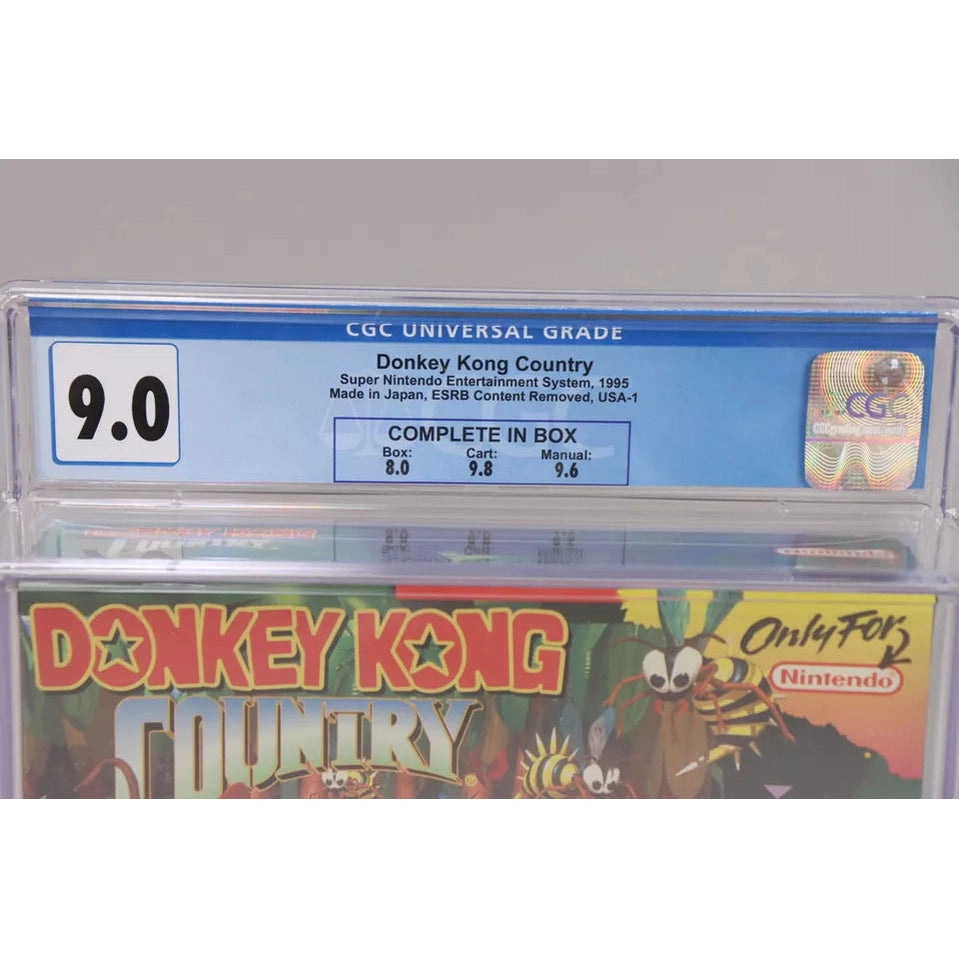 CGC UNIVERSAL GRADE
9.0
Donkey Kong Country
Super Nintendo Entertainment System, 1995
Made in Japan, ESRB Content Removed, USA-1
COMPLETE IN BOX
Box: Cart: Manual:
8.0 9.8 9.6
CGC
CGCgrading.com/verify
DONKEY KONG
COUNTRY®
Only For
Nintendo